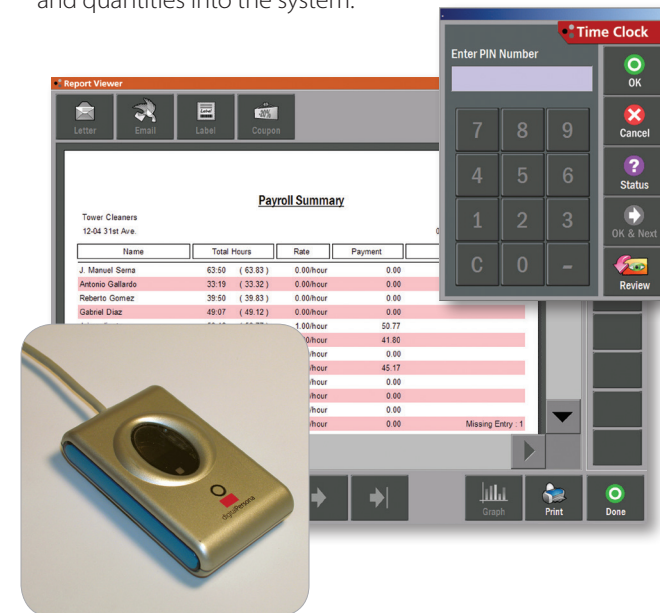 and quantities into the system.
Time Clock
Enter PIN Number
OK
7 8 9
Cancel
4 5 6
Status
1 2 3
OK & Next
C 0 -
Review
Report Viewer
Letter Email Label Coupon
Payroll Summary
Tower Cleaners
12-04 31st Ave.
Name Total Hours Rate Payment
J. Manuel Serna 63:50 ( 63.83 ) 0.00/hour 0.00
Antonio Gallardo 33:19 ( 33.32 ) 0.00/hour 0.00
Reberto Gomez 39:50 ( 39.83 ) 0.00/hour 0.00
Gabriel Diaz 49:07 ( 49.12 ) 0.00/hour 0.00
1.00/hour 50.77
/hour 41.80
/hour 0.00
/hour 45.17
/hour 0.00
/hour 0.00
/hour 0.00
/hour 0.00 Missing Entry : 1
Graph Print Done
digitalPersona